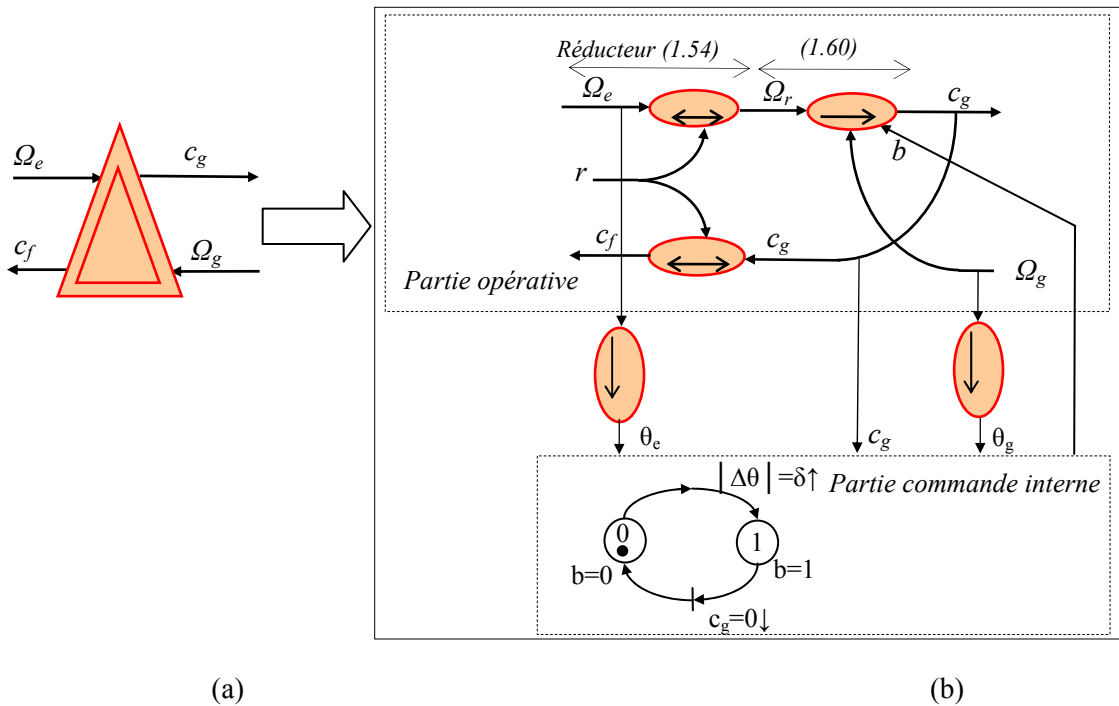 Réducteur (1.54)
(1.60)
Ωe
Ωr
cg
b
r
cf
cg
Ωg
Partie opérative
Ωe
cg
cf
Ωg
θe
cg
θg
|Δθ|=δ↑
Partie commande interne
0
1
b=0
b=1
cg=0↓
(a)
(b)